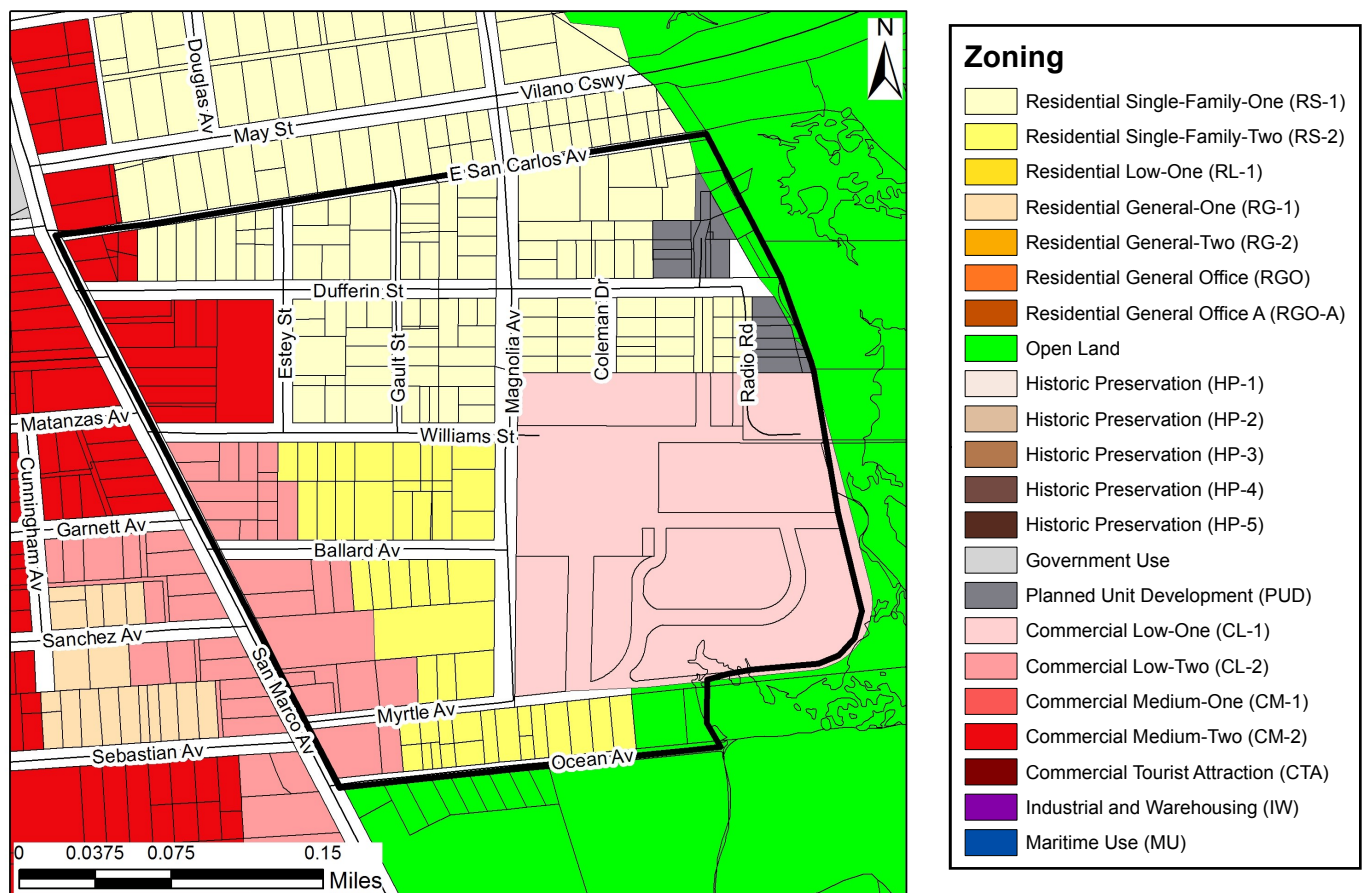 N
Douglas Av
Vilano Cswy
May St
E San Carlos Av
Dufferin St
Estey St
Gault St
Magnolia Av
Coleman Dr
Radio Rd
Matanzas Av
Williams St
Cunningham Av
Garnett Av
Ballard Av
Sanchez Av
San Marco Av
Myrtle Av
Sebastian Av
Ocean Av
0 0.0375 0.075 0.15
Miles
Zoning
Residential Single-Family-One (RS-1)
Residential Single-Family-Two (RS-2)
Residential Low-One (RL-1)
Residential General-One (RG-1)
Residential General-Two (RG-2)
Residential General Office (RGO)
Residential General Office A (RGO-A)
Open Land
Historic Preservation (HP-1)
Historic Preservation (HP-2)
Historic Preservation (HP-3)
Historic Preservation (HP-4)
Historic Preservation (HP-5)
Government Use
Planned Unit Development (PUD)
Commercial Low-One (CL-1)
Commercial Low-Two (CL-2)
Commercial Medium-One (CM-1)
Commercial Medium-Two (CM-2)
Commercial Tourist Attraction (CTA)
Industrial and Warehousing (IW)
Maritime Use (MU)